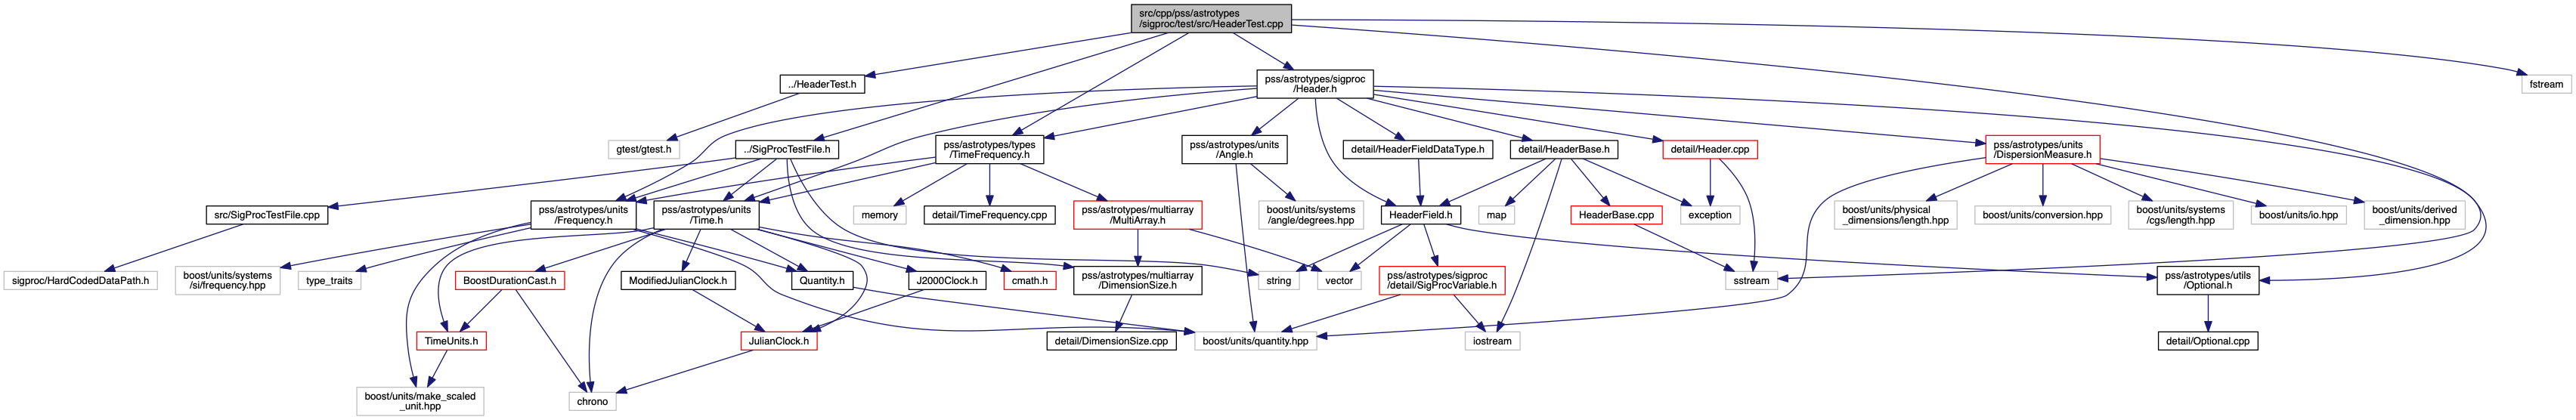 src/cpp/pss/astrotypes
/sigproc/test/src/HeaderTest.cpp
../HeaderTest.h
pss/astrotypes/sigproc
/Header.h
fstream
gtest/gtest.h
../SigProcTestFile.h
pss/astrotypes/types
/TimeFrequency.h
pss/astrotypes/units
/Angle.h
detail/HeaderFieldDataType.h
detail/HeaderBase.h
detail/Header.cpp
pss/astrotypes/units
/DispersionMeasure.h
src/SigProcTestFile.cpp
pss/astrotypes/units
/Frequency.h
pss/astrotypes/units
/Time.h
memory
detail/TimeFrequency.cpp
pss/astrotypes/multiarray
/MultiArray.h
boost/units/systems
/angle/degrees.hpp
HeaderField.h
map
HeaderBase.cpp
exception
boost/units/physical
_dimensions/length.hpp
boost/units/conversion.hpp
boost/units/systems
/cgs/length.hpp
boost/units/io.hpp
boost/units/derived
_dimension.hpp
sigproc/HardCodedDataPath.h
boost/units/systems
/si/frequency.hpp
type_traits
BoostDurationCast.h
ModifiedJulianClock.h
Quantity.h
J2000Clock.h
cmath.h
pss/astrotypes/multiarray
/DimensionSize.h
string
vector
pss/astrotypes/sigproc
/detail/SigProcVariable.h
sstream
pss/astrotypes/utils
/Optional.h
TimeUnits.h
JulianClock.h
detail/DimensionSize.cpp
boost/units/quantity.hpp
iostream
detail/Optional.cpp
boost/units/make_scaled
_unit.hpp
chrono